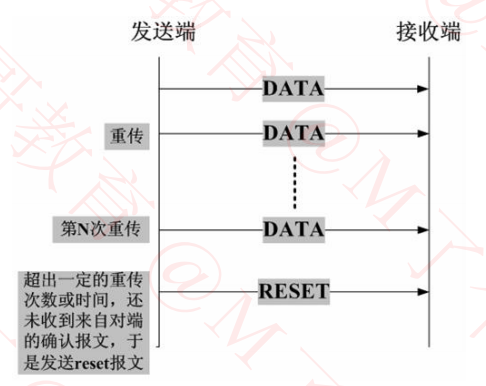 发送端
接收端
DATA
重传
DATA
第N次重传
DATA
超出一定的重传
次数或时间，还
未收到来自对端
的确认报文，于
是发送reset报文
RESET